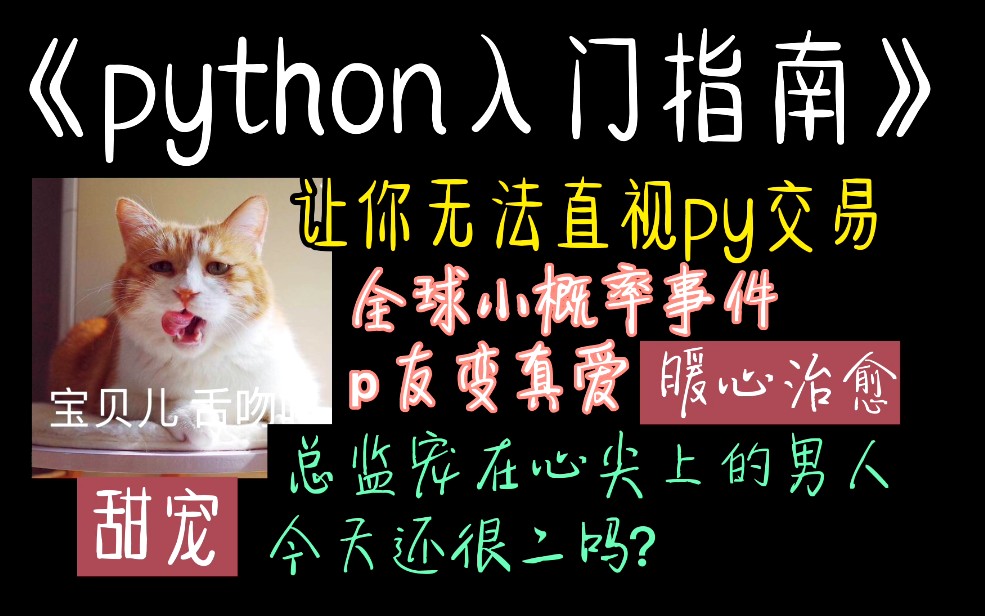 《python入门指南》
让你无法直视py交易
全球小概率事件
p友变真爱
暖心治愈
宝贝儿 舌吻
总监宠在心尖上的男人
今天还很二吗?
甜宠